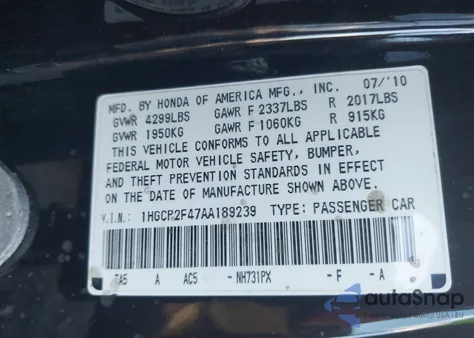 MFD. BY HONDA OF AMERICA MFG., INC. 07/'10
GVWR 4299LBS GAWR F 2337LBS R 2017LBS
GVWR 1950KG GAWR F 1060KG R 915KG
THIS VEHICLE CONFORMS TO ALL APPLICABLE
FEDERAL MOTOR VEHICLE SAFETY, BUMPER,
AND THEFT PREVENTION STANDARDS IN EFFECT
ON THE DATE OF MANUFACTURE SHOWN ABOVE.
V.I.N.: 1HGCP2F47AA189239 TYPE: PASSENGER CAR
TA5 A AC5 - NH731PX - F - A
autoSnap